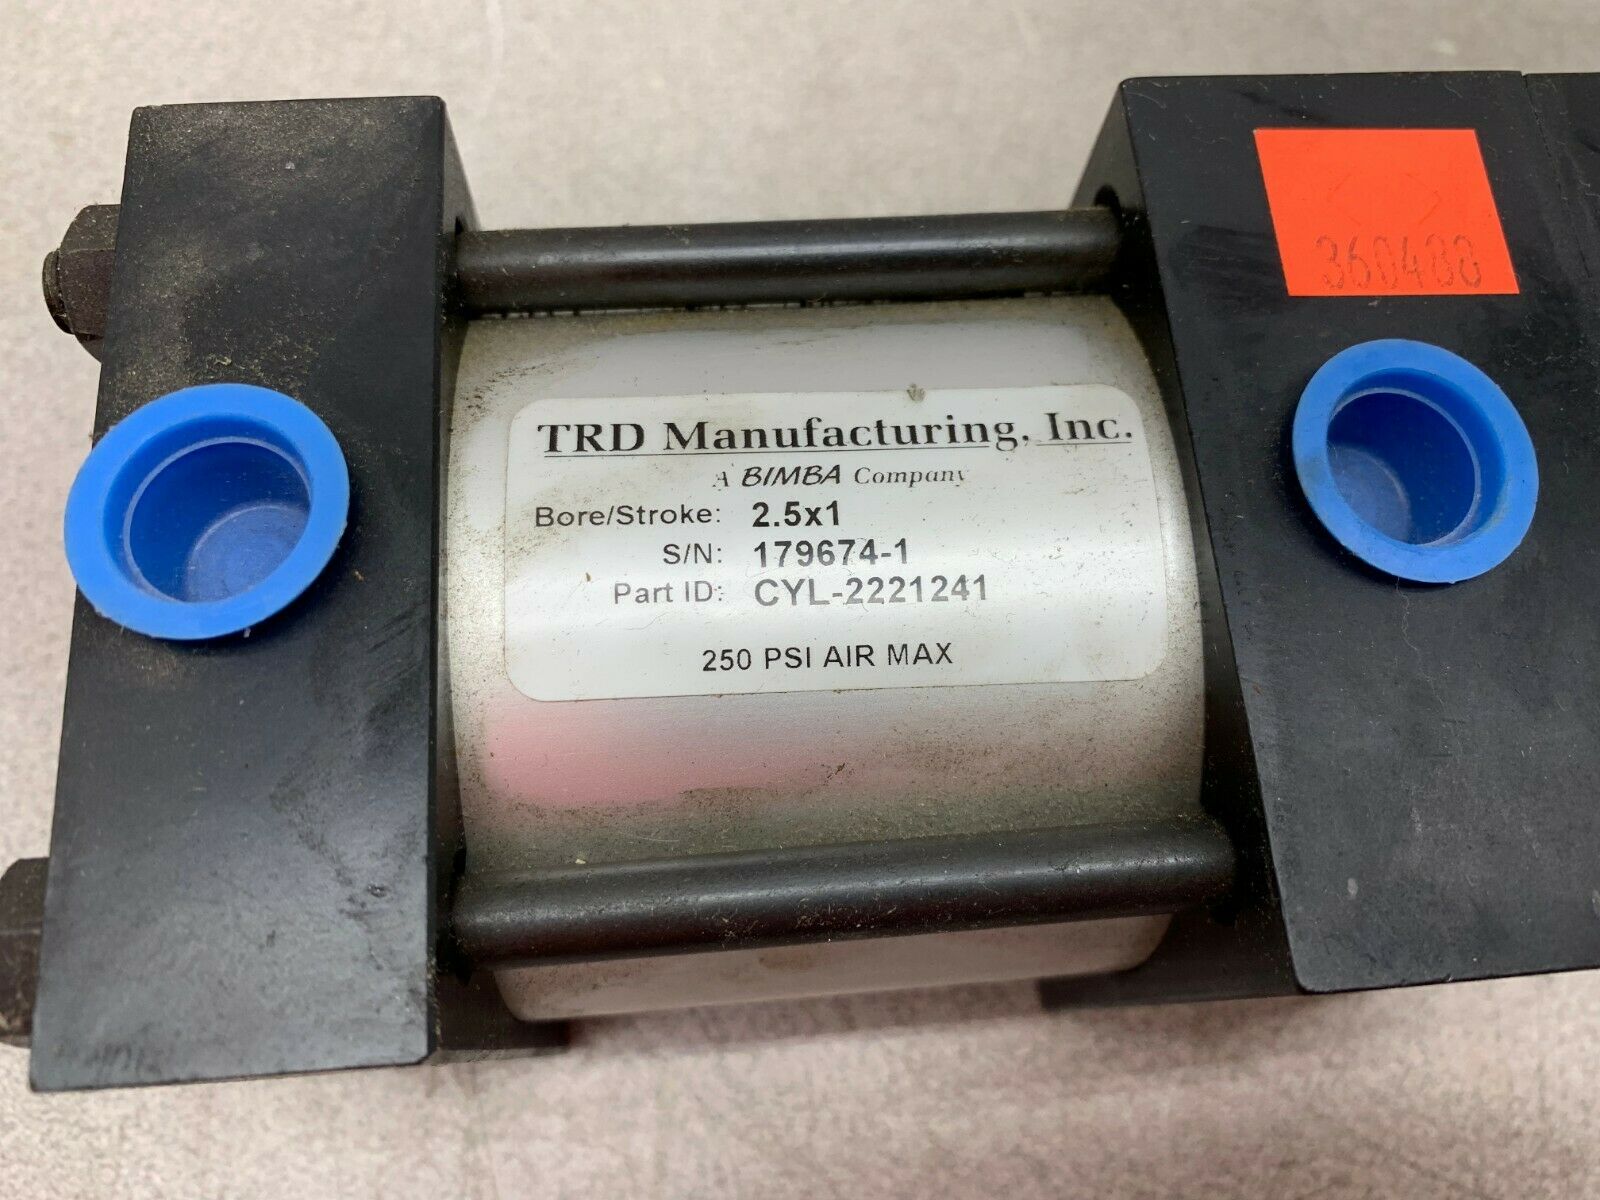 360488
TRD Manufacturing, Inc.
A BIMBA Company
Bore/Stroke: 2.5x1
S/N: 179674-1
Part ID: CYL-2221241
250 PSI AIR MAX